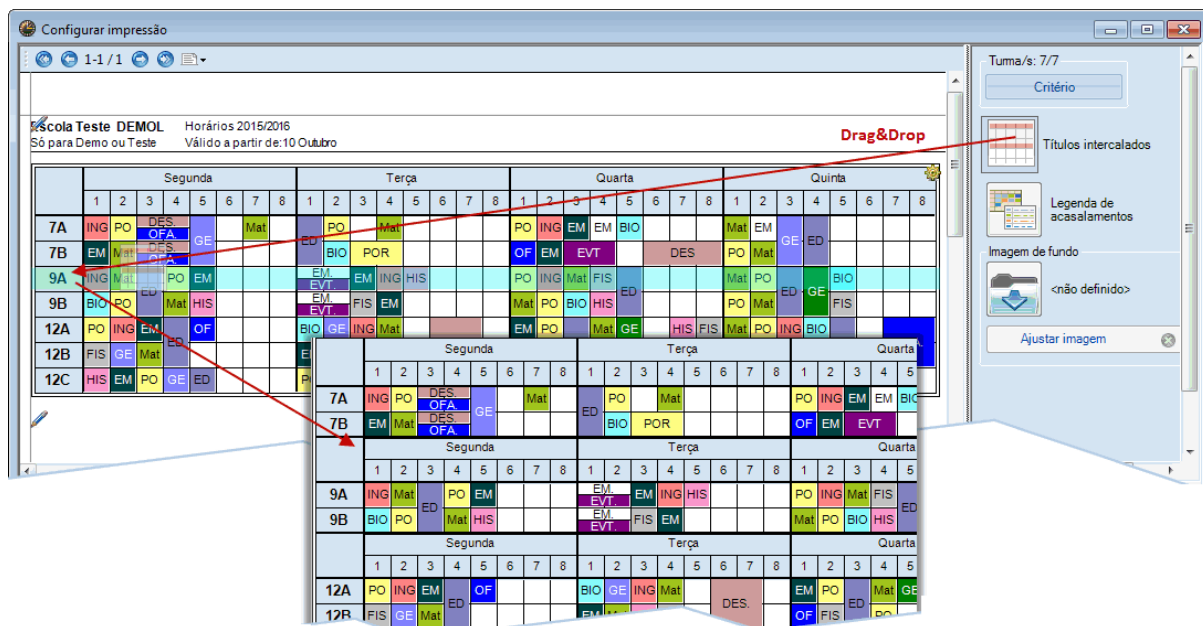 Configurar impressão
1-1 / 1
Turma/s: 7/7
Critério
Títulos intercalados
Legenda de
acasalamentos
Imagem de fundo
<não definido>
Ajustar imagem
Escola Teste DEMOL Horários 2015/2016
Só para Demo ou Teste Válido a partir de:10 Outubro
Drag&Drop
Segunda Terça Quarta Quinta
1 2 3 4 5 6 7 8 1 2 3 4 5 6 7 8 1 2 3 4 5 6 7 8 1 2 3 4 5 6 7 8
7A ING PO DES. OFA. GE Mat ED PO Mat PO ING EM EM BIO Mat EM GE ED
7B EM Mat DES. OFA. BIO POR OF EM EVT DES PO Mat
9A ING Mat ED PO EM EM. EVT. EM ING HIS PO ING Mat FIS ED Mat PO ED GE BIO
9B BIO PO Mat HIS EM. EVT. FIS EM Mat PO BIO HIS PO Mat FIS
12A PO ING EM ED OF BIO GE ING Mat EM PO Mat GE HIS FIS Mat PO ING BIO
12B FIS GE Mat
12C HIS EM PO GE ED
Segunda Terça Quarta
1 2 3 4 5 6 7 8 1 2 3 4 5 6 7 8 1 2 3 4 5
7A ING PO DES. OFA. GE Mat ED PO Mat PO ING EM EM BIO
7B EM Mat DES. OFA. BIO POR OF EM EVT
Segunda Terça Quarta
1 2 3 4 5 6 7 8 1 2 3 4 5 6 7 8 1 2 3 4 5
9A ING Mat ED PO EM EM. EVT. EM ING HIS PO ING Mat FIS ED
9B BIO PO Mat HIS EM. EVT. FIS EM Mat PO BIO HIS
Segunda Terça Quarta
1 2 3 4 5 6 7 8 1 2 3 4 5 6 7 8 1 2 3 4 5
12A PO ING EM ED OF BIO GE ING Mat DES. EM PO ED Mat GE
12B FIS GE Mat EM OF FIS PO